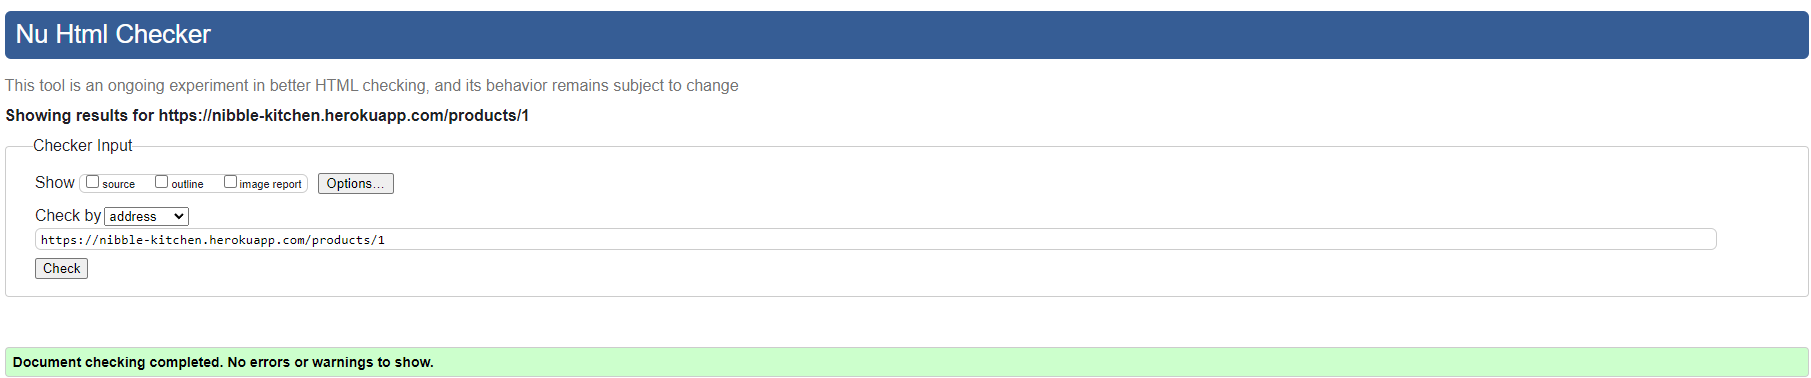 Nu Html Checker
This tool is an ongoing experiment in better HTML checking, and its behavior remains subject to change
Showing results for https://nibble-kitchen.herokuapp.com/products/1
Checker Input
Show source outline image report Options...
Check by address
https://nibble-kitchen.herokuapp.com/products/1
Check
Document checking completed. No errors or warnings to show.